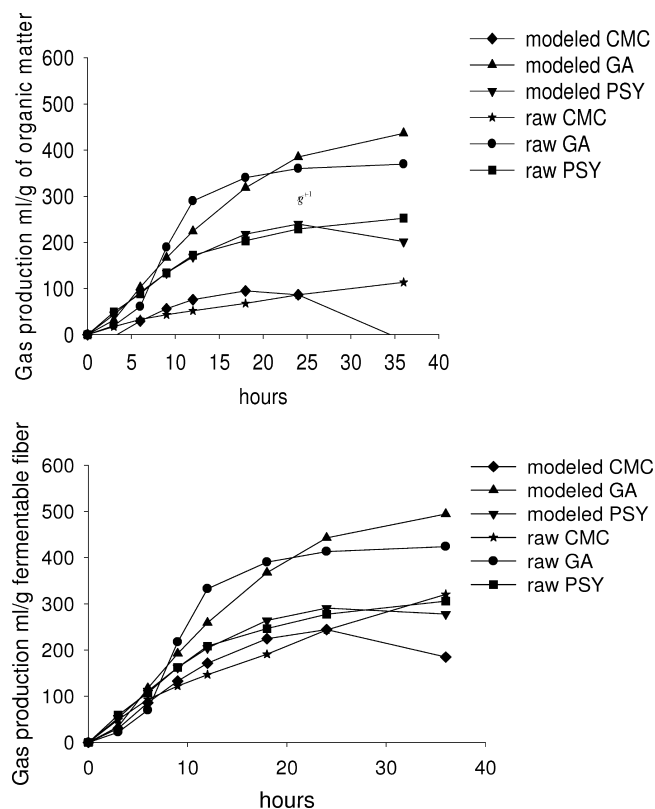 modeled CMC
modeled GA
modeled PSY
raw CMC
raw GA
raw PSY
Gas production ml/g of organic matter
600
500
400
300
200
100
0
g⁻¹
0 5 10 15 20 25 30 35 40
hours
modeled CMC
modeled GA
modeled PSY
raw CMC
raw GA
raw PSY
Gas production ml/g fermentable fiber
600
500
400
300
200
100
0
0 10 20 30 40
hours